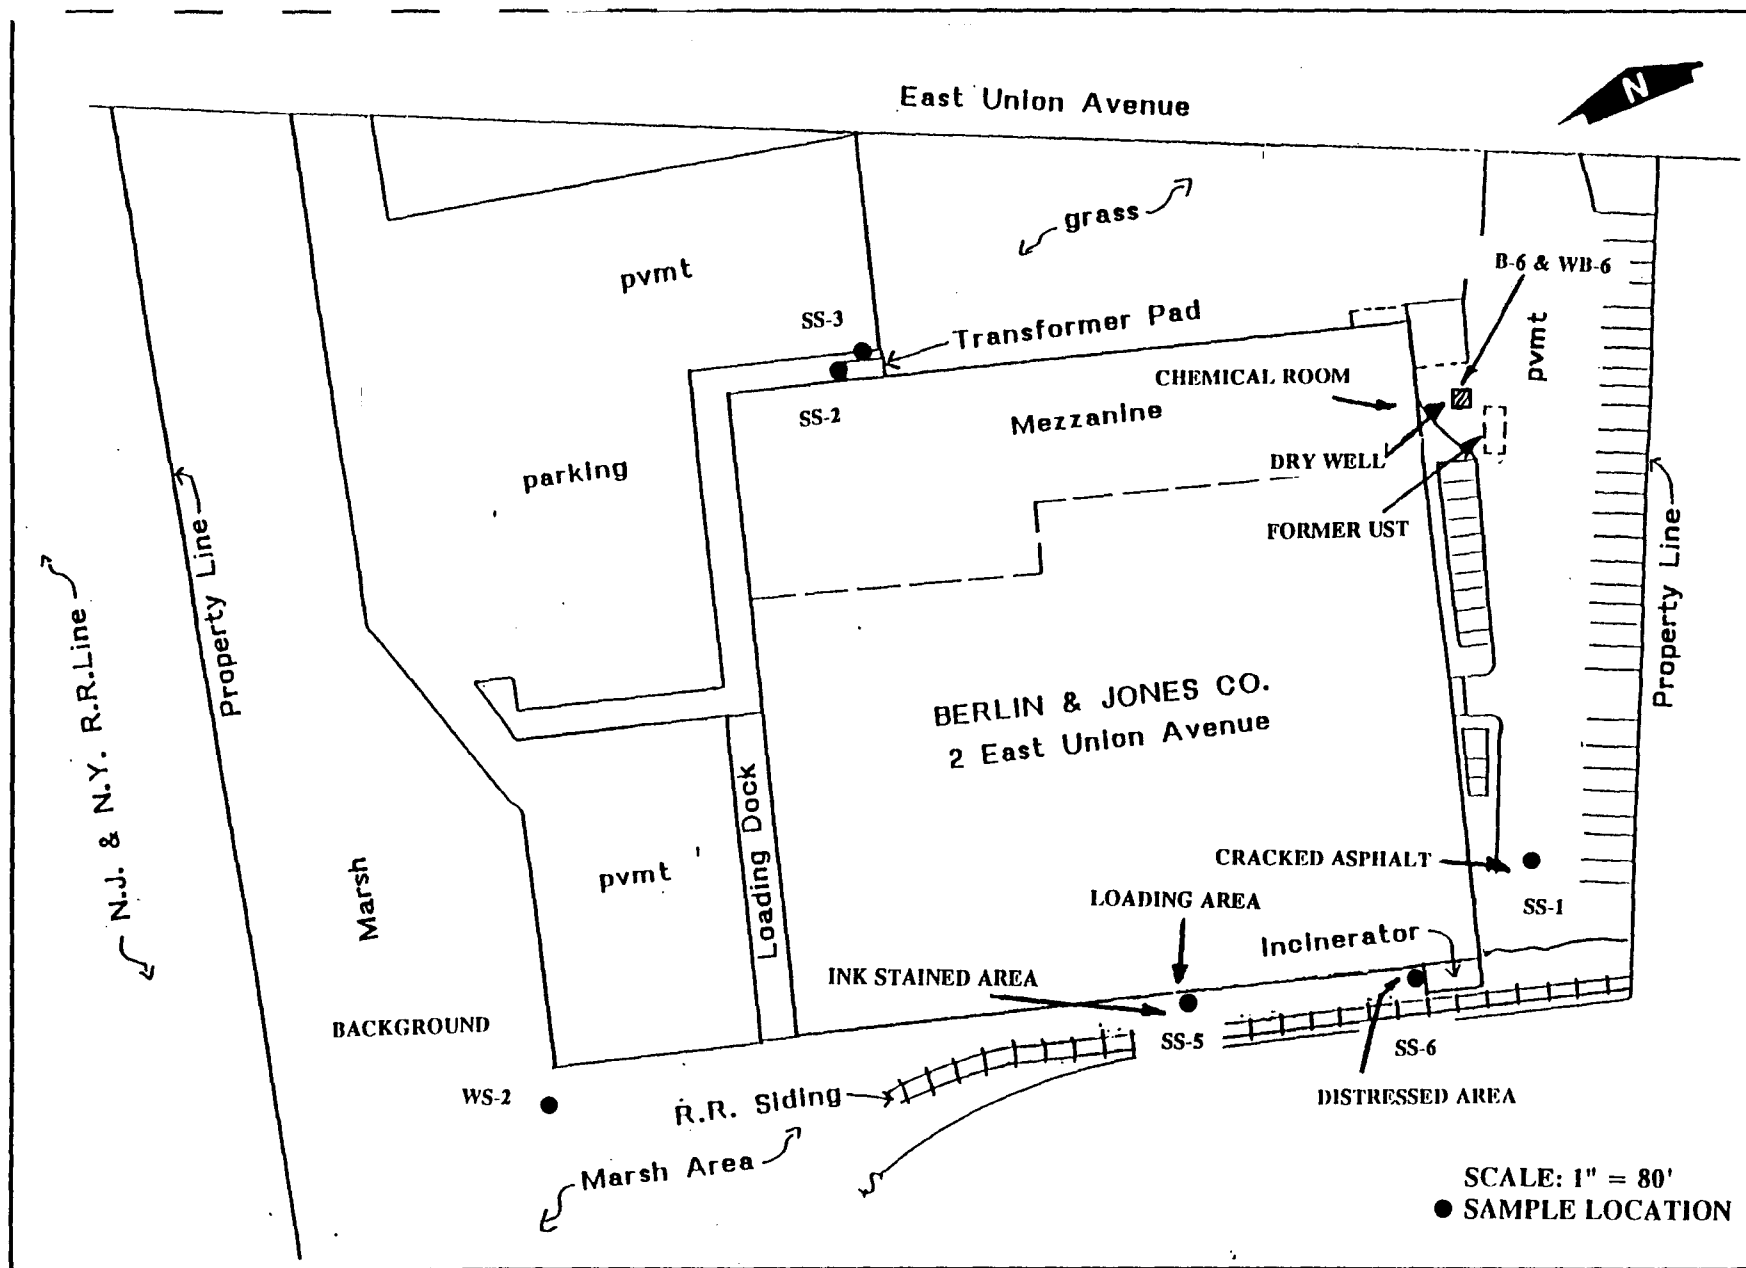 East Union Avenue
N
grass
B-6 & WB-6
pvmt
SS-3
Transformer Pad
pvmt
CHEMICAL ROOM
SS-2
Mezzanine
parking
DRY WELL
FORMER UST
Property Line
Property Line
N.J. & N.Y. R.R.Line
BERLIN & JONES CO.
2 East Union Avenue
Loading Dock
pvmt
Marsh
CRACKED ASPHALT
LOADING AREA
SS-1
Incinerator
INK STAINED AREA
BACKGROUND
SS-5
SS-6
WS-2
R.R. Siding
DISTRESSED AREA
Marsh Area
SCALE: 1" = 80'
SAMPLE LOCATION